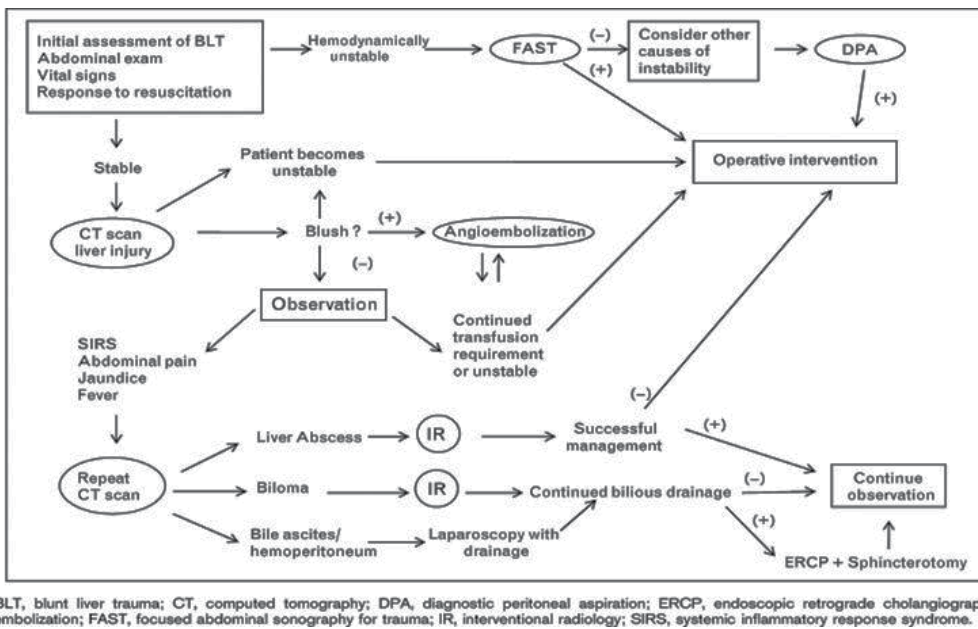 Initial assessment of BLT
Abdominal exam
Vital signs
Response to resuscitation
Hemodynamically
unstable
FAST
(–)
(+)
Consider other
causes of
instability
DPA
(+)
Stable
Patient becomes
unstable
Operative intervention
CT scan
liver injury
Blush ?
(+)
Angioembolization
(–)
Observation
Continued
transfusion
requirement
or unstable
SIRS
Abdominal pain
Jaundice
Fever
(–)
Liver Abscess
IR
Successful
management
(+)
Repeat
CT scan
Biloma
IR
Continued bilious drainage
(–)
Continue
observation
(+)
Bile ascites/
hemoperitoneum
Laparoscopy with
drainage
ERCP + Sphincterotomy
BLT, blunt liver trauma; CT, computed tomography; DPA, diagnostic peritoneal aspiration; ERCP, endoscopic retrograde cholangiograp
embolization; FAST, focused abdominal sonography for trauma; IR, interventional radiology; SIRS, systemic inflammatory response syndrome.